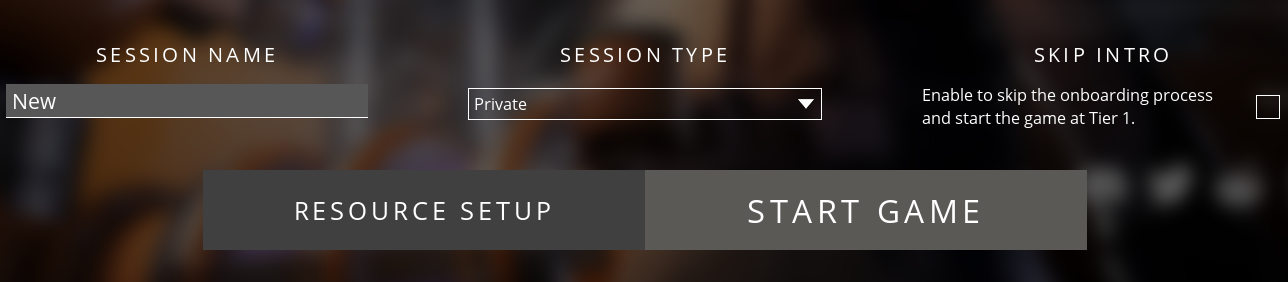 SESSION NAME
New
SESSION TYPE
Private
SKIP INTRO
Enable to skip the onboarding process
and start the game at Tier 1.
RESOURCE SETUP
START GAME